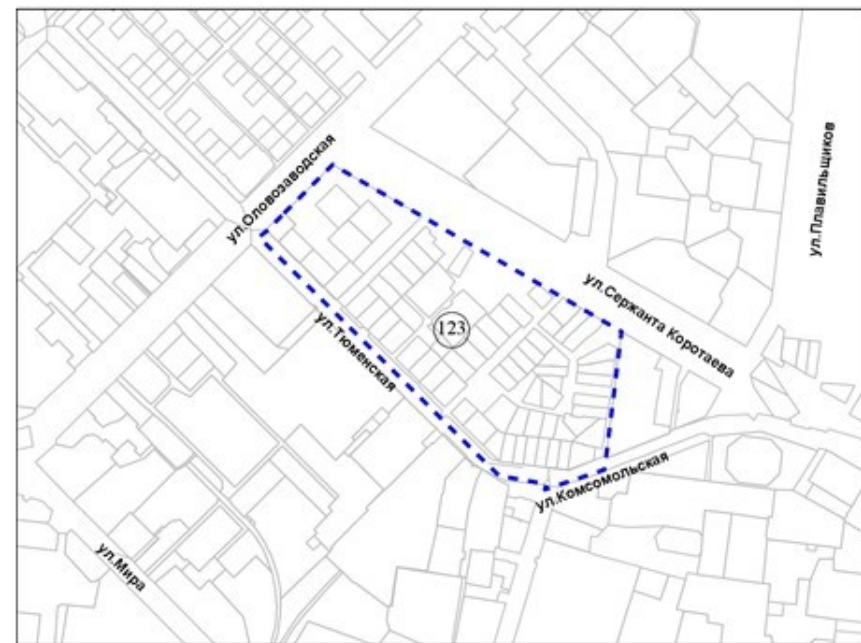 ул.Оловозаводская
ул.Плавильщиков
ул.Сержанта Коротаева
123
ул.Тюменская
ул.Комсомольская
ул.Мира